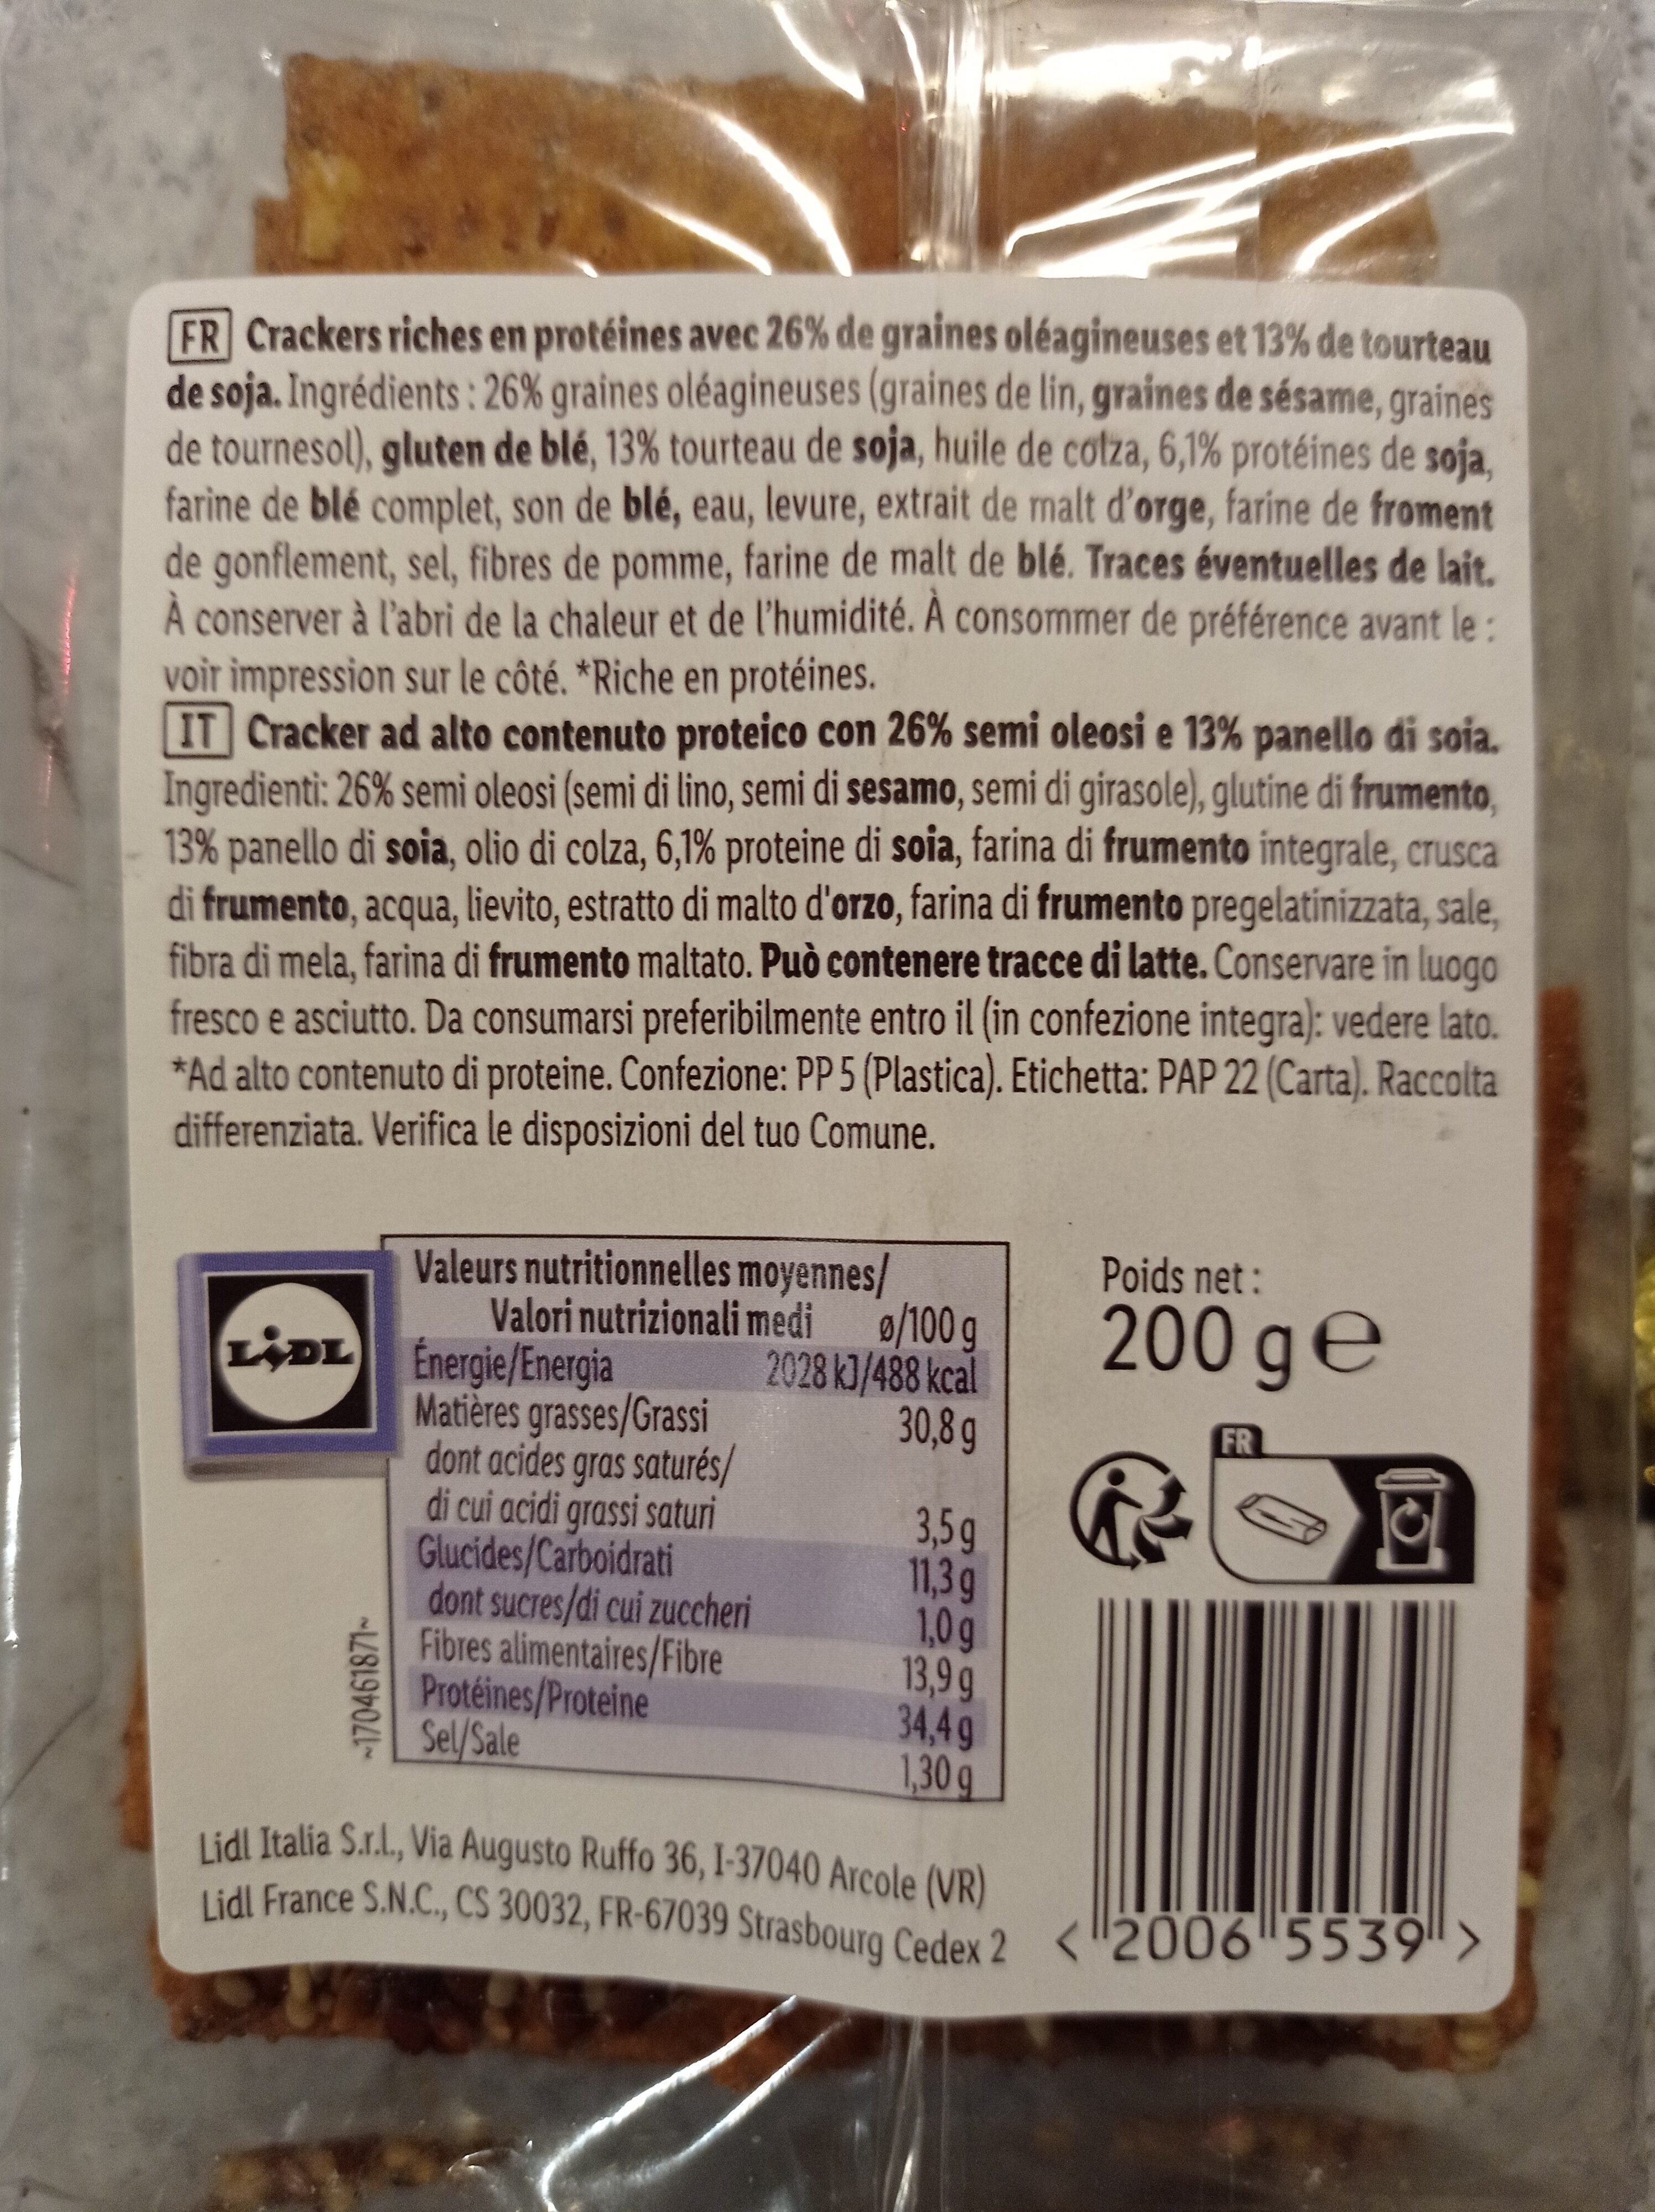 FR Crackers riches en protéines avec 26% de graines oléagineuses et 13% de tourteau
de soja. Ingrédients : 26% graines oléagineuses (graines de lin, graines de sésame, graines
de tournesol), gluten de blé, 13% tourteau de soja, huile de colza, 6,1% protéines de soja,
farine de blé complet, son de blé, eau, levure, extrait de malt d'orge, farine de froment
de gonflement, sel, fibres de pomme, farine de malt de blé. Traces éventuelles de lait.
À conserver à l'abri de la chaleur et de l'humidité. À consommer de préférence avant le :
voir impression sur le côté. *Riche en protéines.
IT Cracker ad alto contenuto proteico con 26% semi oleosi e 13% panello di soia.
Ingredienti: 26% semi oleosi (semi di lino, semi di sesamo, semi di girasole), glutine di frumento,
13% panello di soia, olio di colza, 6,1% proteine di soia, farina di frumento integrale, crusca
di frumento, acqua, lievito, estratto di malto d'orzo, farina di frumento pregelatinizzata, sale,
fibra di mela, farina di frumento maltato. Può contenere tracce di latte. Conservare in luogo
fresco e asciutto. Da consumarsi preferibilmente entro il (in confezione integra): vedere lato.
*Ad alto contenuto di proteine. Confezione: PP 5 (Plastica). Etichetta: PAP 22 (Carta). Raccolta
differenziata. Verifica le disposizioni del tuo Comune.
LiDL
Valeurs nutritionnelles moyennes/
Valori nutrizionali medi ø/100 g
Énergie/Energia 2028 kJ/488 kcal
Matières grasses/Grassi 30,8 g
dont acides gras saturés/
di cui acidi grassi saturi 3,5 g
Glucides/Carboidrati 11,3 g
dont sucres/di cui zuccheri 1,0 g
Fibres alimentaires/Fibre 13,9 g
Protéines/Proteine 34,4 g
Sel/Sale 1,30 g
~170461871~
Poids net :
200 g e
FR
Lidl Italia S.r.l., Via Augusto Ruffo 36, I-37040 Arcole (VR)
Lidl France S.N.C., CS 30032, FR-67039 Strasbourg Cedex 2
< 2006 5539 >